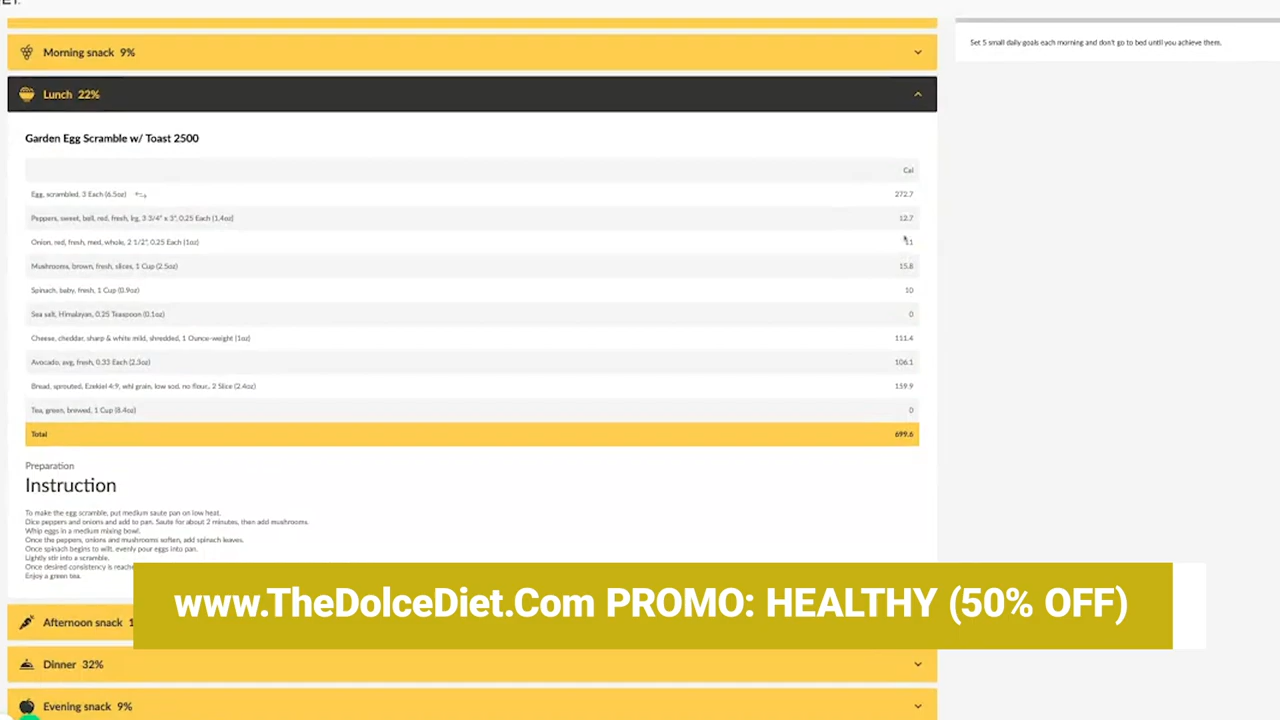 Morning snack 9%
Set 5 small daily goals each morning and don't go to bed until you achieve them.
Lunch 22%
Garden Egg Scramble w/ Toast 2500
Cal
Egg, scrambled, 3 Each (6.5oz) 272.7
Peppers, sweet, bell, red, fresh, lrg, 3 3/4" x 3", 0.25 Each (1.4oz) 12.7
Onion, red, fresh, med, whole, 2 1/2", 0.25 Each (1oz) 11
Mushrooms, brown, fresh, slices, 1 Cup (2.5oz) 15.8
Spinach, baby, fresh, 1 Cup (0.9oz) 10
Sea salt, Himalayan, 0.25 Teaspoon (0.1oz) 0
Cheese, cheddar, sharp & white mild, shredded, 1 Ounce-weight (1oz) 111.4
Avocado, avg, fresh, 0.33 Each (2.3oz) 106.1
Bread, sprouted, Ezekiel 4:9, whl grain, low sod, no flour, 2 Slice (2.4oz) 159.9
Tea, green, brewed, 1 Cup (8.4oz) 0
Total 699.6
Preparation
Instruction
To make the egg scramble, put medium saute pan on low heat.
Dice peppers and onions and add to pan. Saute for about 2 minutes, then add mushrooms.
Whip eggs in a medium mixing bowl.
Once the peppers, onions and mushrooms soften, add spinach leaves.
Once spinach begins to wilt, evenly pour eggs into pan.
Lightly stir into a scramble.
Once desired consistency is reache
Enjoy a green tea.
www.TheDolceDiet.Com PROMO: HEALTHY (50% OFF)
Afternoon snack 1
Dinner 32%
Evening snack 9%